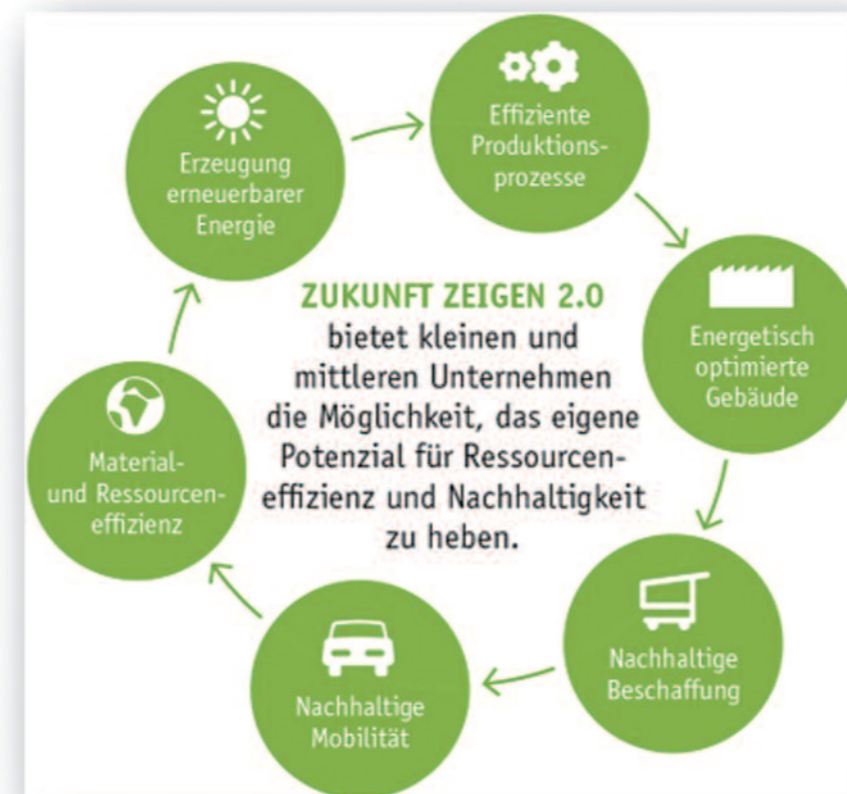 Effiziente
Produktions-
prozesse
Erzeugung
erneuerbarer
Energie
ZUKUNFT ZEIGEN 2.0
bietet kleinen und
mittleren Unternehmen
die Möglichkeit, das eigene
Potenzial für Ressourcen-
effizienz und Nachhaltigkeit
zu heben.
Energetisch
optimierte
Gebäude
Material-
und Ressourcen-
effizienz
Nachhaltige
Beschaffung
Nachhaltige
Mobilität